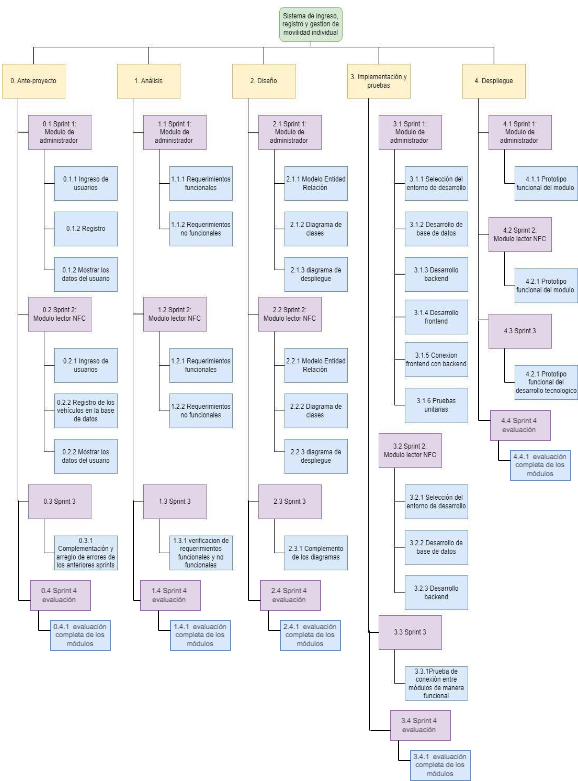 Sistema de ingreso,
registro y gestion de
movilidad individual
0. Ante-proyecto
1. Análisis
2. Diseño
3. Implementación y
pruebas
4. Despliegue
0.1 Sprint 1:
Modulo de
administrador
0.1.1 Ingreso de
usuarios
0.1.2 Registro
0.1.2 Mostrar los
datos del usuario
0.2 Sprint 2:
Modulo lector NFC
0.2.1 ingreso de
usuarios
0.2.2 Registro de los
vehículos en la base
de datos
0.2.2 Mostrar los
datos del usuario
0.3 Sprint 3
0.3.1
Complementación y
arreglo de errores de
los anteriores sprints
0.4 Sprint 4
evaluación
0.4.1 evaluación
completa de los
módulos
1.1 Sprint 1:
Modulo de
administrador
1.1.1 Requerimientos
funcionales
1.1.2 Requerimientos
no funcionales
1.2 Sprint 2:
Modulo lector NFC
1.2.1 Requerimientos
funcionales
1.2.2 Requerimientos
no funcionales
1.3 Sprint 3
1.3.1 verificacion de
requerimientos
funcionales y no
funcionales
1.4 Sprint 4
evaluación
1.4.1 evaluación
completa de los
módulos
2.1 Sprint 1:
Modulo de
administrador
2.1.1 Modelo Entidad
Relación
2.1.2 Diagrama de
clases
2.1.3 diagrama de
despliegue
2.2 Sprint 2:
Modulo lector NFC
2.2.1 Modelo Entidad
Relación
2.2.2 Diagrama de
clases
2.2.3 diagrama de
despliegue
2.3 Sprint 3
2.3.1 Complemento
de los diagramas
2.4 Sprint 4
evaluación
2.4.1 evaluación
completa de los
módulos
3.1 Sprint 1:
Modulo de
administrador
3.1.1 Selección del
entorno de desarrollo
3.1.2 Desarrollo de
base de datos
3.1.3 Desarrollo
backend
3.1.4 Desarrollo
frontend
3.1.5 Conexion
frontend con backend
3.1.6 Pruebas
unitarias
3.2 Sprint 2:
Modulo lector NFC
3.2.1 Selección del
entorno de desarrollo
3.2.2 Desarrollo de
base de datos
3.2.3 Desarrollo
backend
3.3 Sprint 3
3.3.1Prueba de
conexión entre
módulos de manera
funcional
3.4 Sprint 4
evaluación
3.4.1 evaluación
completa de los
módulos
4.1 Sprint 1:
Modulo de
administrador
4.1.1 Prototipo
funcional del modulo
4.2 Sprint 2:
Modulo lector NFC
4.2.1 Prototipo
funcional del modulo
4.3 Sprint 3
4.2.1 Prototipo
funcional del
desarrollo tecnologico
4.4 Sprint 4
evaluación
4.4.1 evaluación
completa de los
módulos